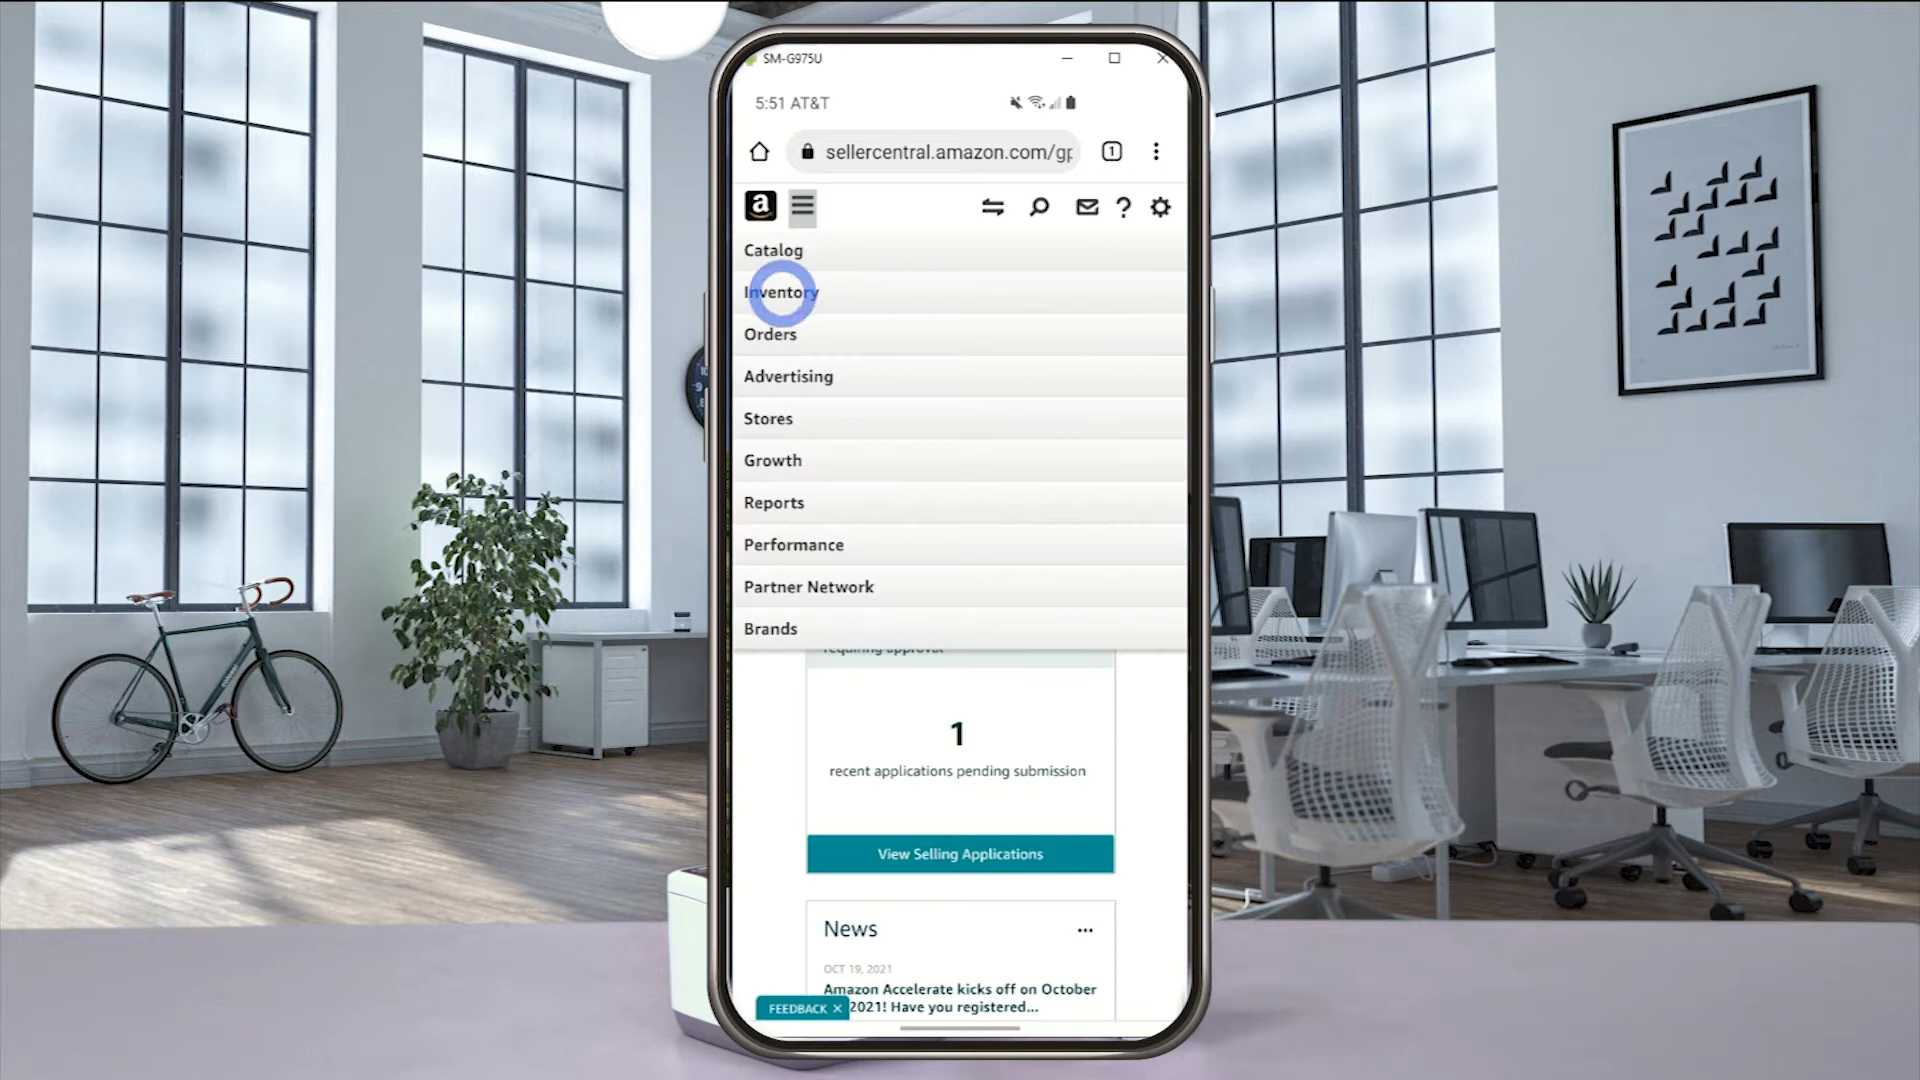 SM-G975U
5:51 AT&T
sellercentral.amazon.com/gp
1
a
Catalog
Inventory
Orders
Advertising
Stores
Growth
Reports
Performance
Partner Network
Brands
requiring approval
1
recent applications pending submission
View Selling Applications
News
OCT 19, 2021
Amazon Accelerate kicks off on October
2021! Have you registered...
FEEDBACK